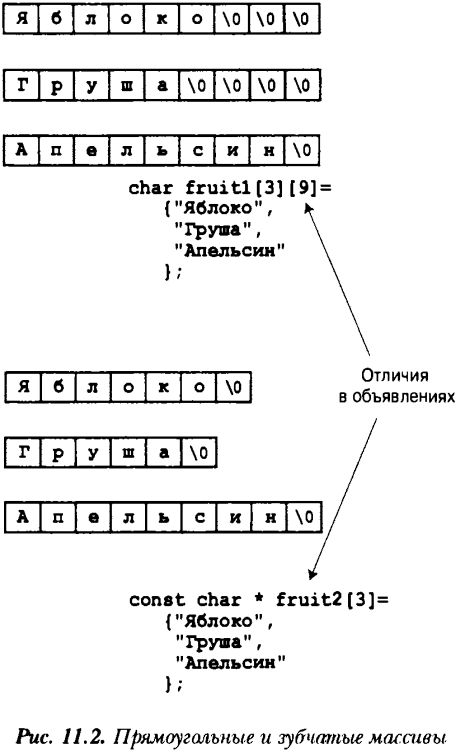 Я б л о к о \0 \0 \0
Г р у ш а \0 \0 \0 \0
А п е л ь с и н \0
char fruit1[3][9]=
{"Яблоко",
"Груша",
"Апельсин"
};
Отличия
в объявлениях
Я б л о к о \0
Г р у ш а \0
А п е л ь с и н \0
const char * fruit2[3]=
{"Яблоко",
"Груша",
"Апельсин"
};
Рис. 11.2. Прямоугольные и зубчатые массивы